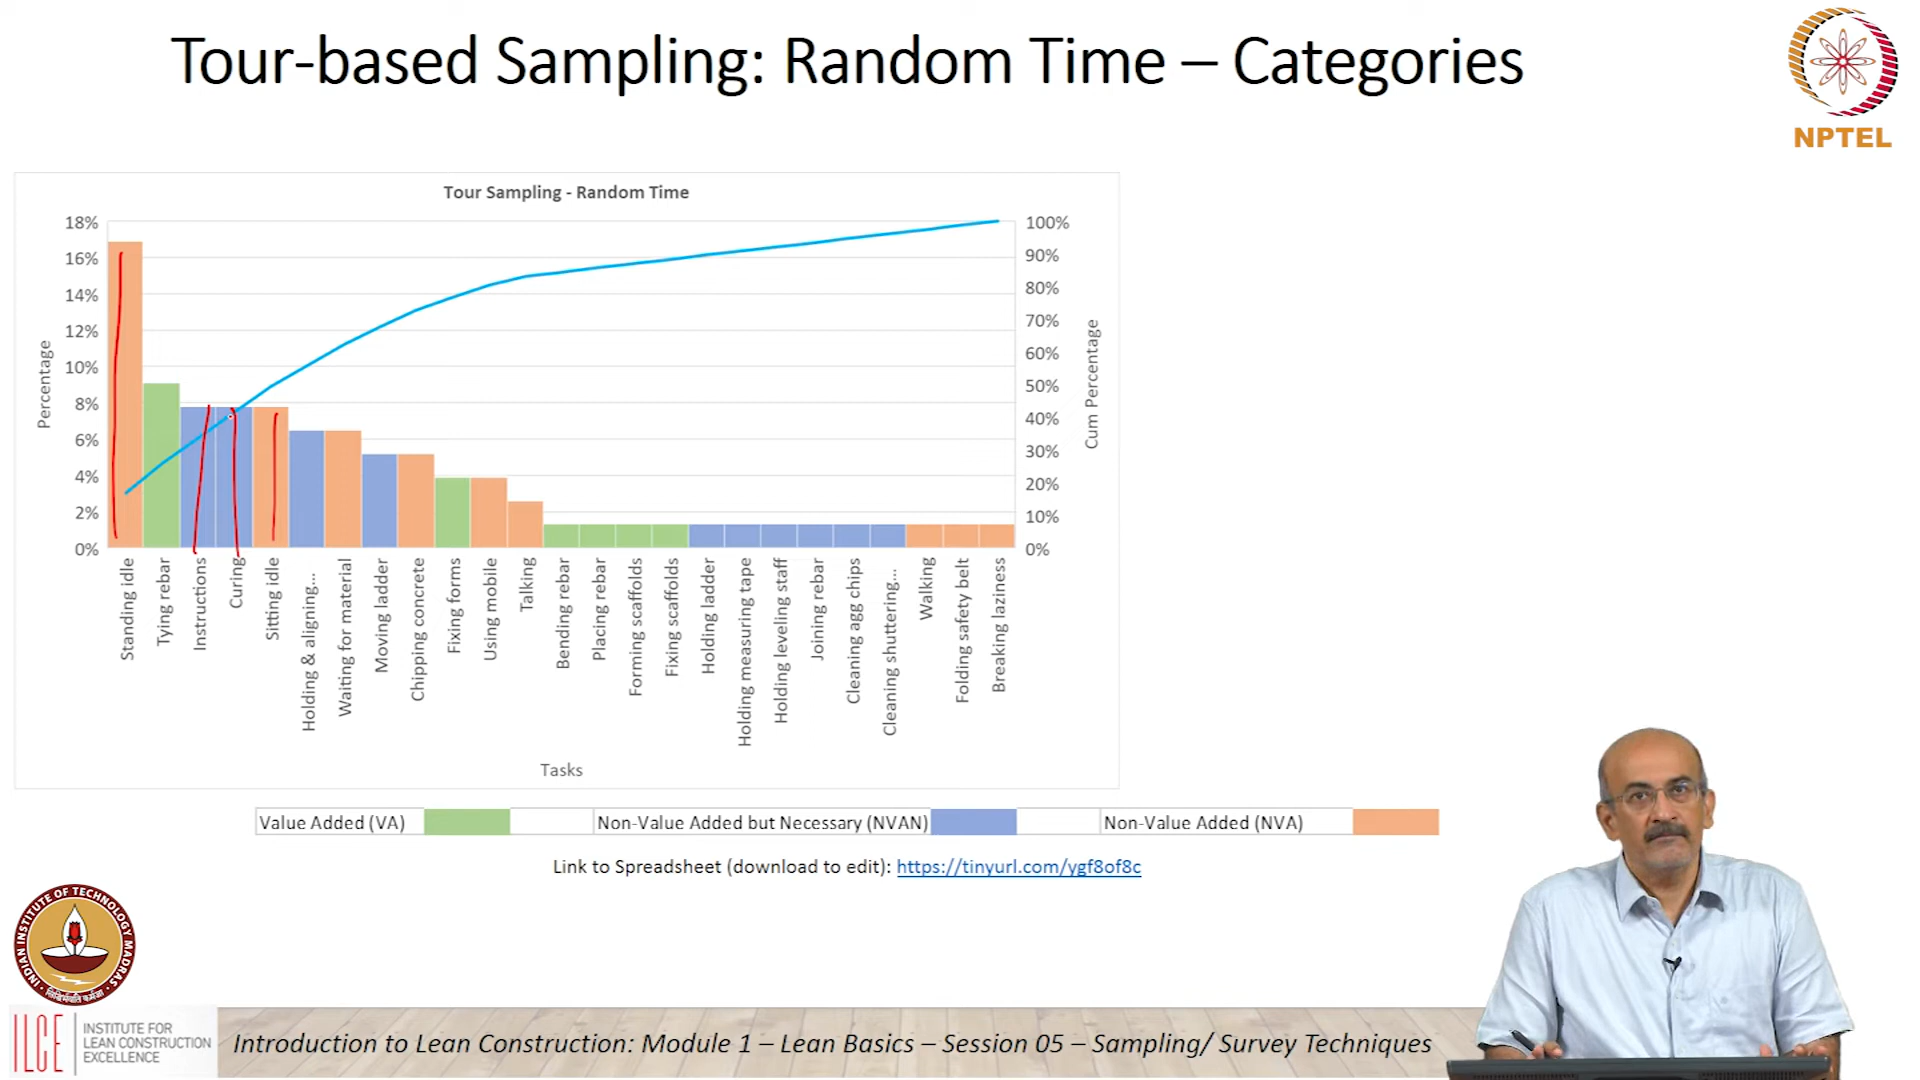 Tour-based Sampling: Random Time – Categories
NPTEL
Tour Sampling - Random Time
18%
16%
14%
12%
10%
8%
6%
4%
2%
0%
Percentage
100%
90%
80%
70%
60%
50%
40%
30%
20%
10%
0%
Cum Percentage
Standing idle
Tying rebar
Instructions
Curing
Sitting idle
Holding & aligning...
Waiting for material
Moving ladder
Chipping concrete
Fixing forms
Using mobile
Talking
Bending rebar
Placing rebar
Forming scaffolds
Fixing scaffolds
Holding ladder
Holding measuring tape
Holding leveling staff
Joining rebar
Cleaning agg chips
Cleaning shuttering...
Walking
Folding safety belt
Breaking laziness
Tasks
Value Added (VA)
Non-Value Added but Necessary (NVAN)
Non-Value Added (NVA)
Link to Spreadsheet (download to edit): https://tinyurl.com/ygf8of8c
INDIAN INSTITUTE OF TECHNOLOGY MADRAS
ILCE
INSTITUTE FOR
LEAN CONSTRUCTION
EXCELLENCE
Introduction to Lean Construction: Module 1 – Lean Basics – Session 05 – Sampling/ Survey Techniques